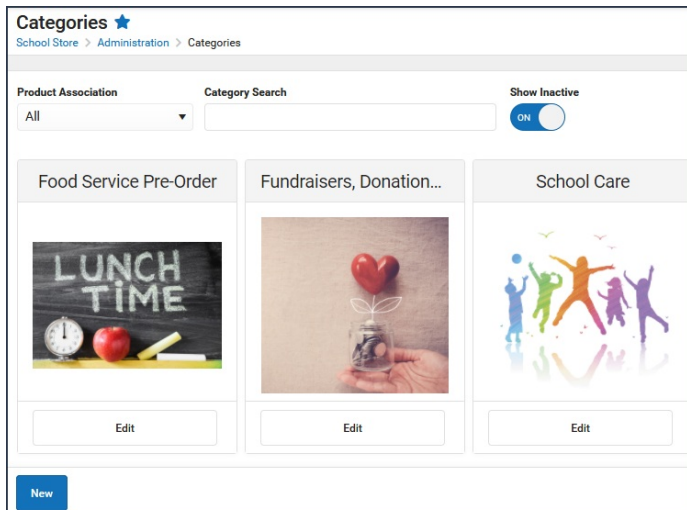 Categories
School Store > Administration > Categories
Product Association
Category Search
Show Inactive
All
ON
Food Service Pre-Order
Fundraisers, Donation...
School Care
LUNCH
TIME
Edit
Edit
Edit
New